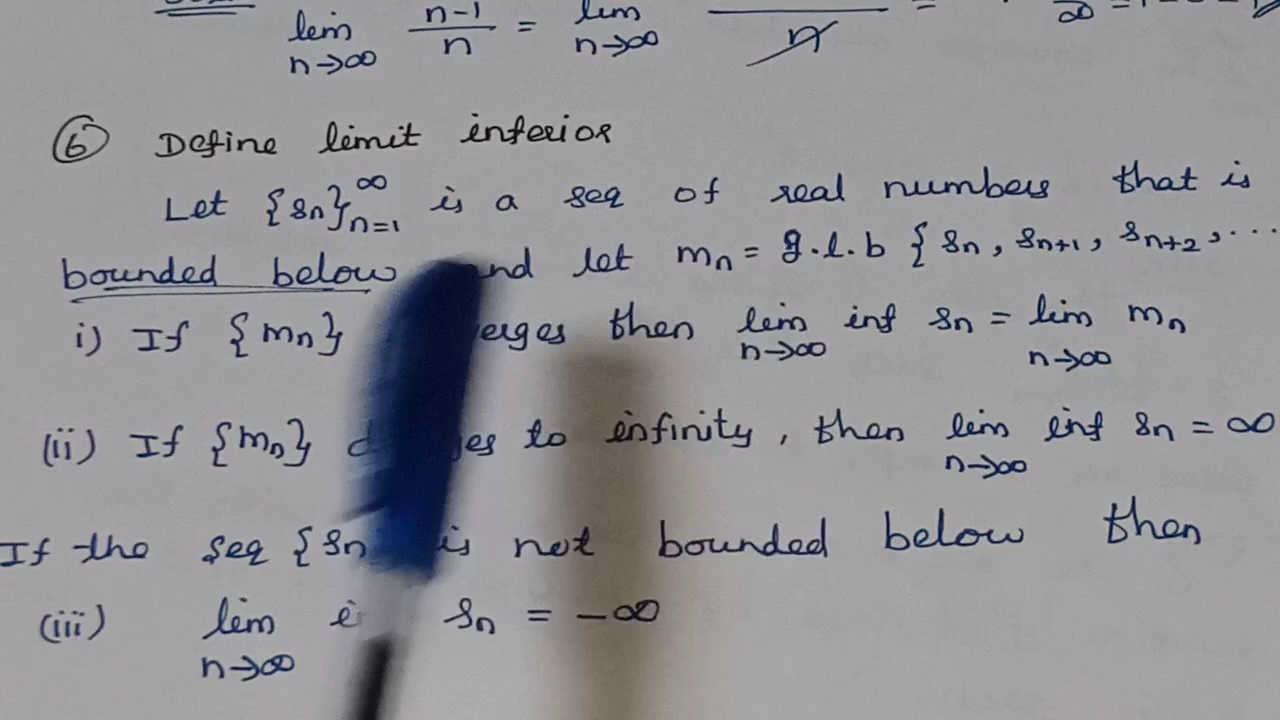 lim n→∞ n-1/n = lim n→∞ /n =
⑥ Define limit inferior
Let {sn}∞n=1 is a seq of real numbers that is
bounded below and let mn = g.l.b {sn, sn+1, sn+2, ...
i) If {mn} then lim n→∞ inf sn = lim n→∞ mn
(ii) If {mn} to infinity, then lim n→∞ inf sn = ∞
If the seq {sn} is not bounded below then
(iii) lim n→∞ sn = -∞